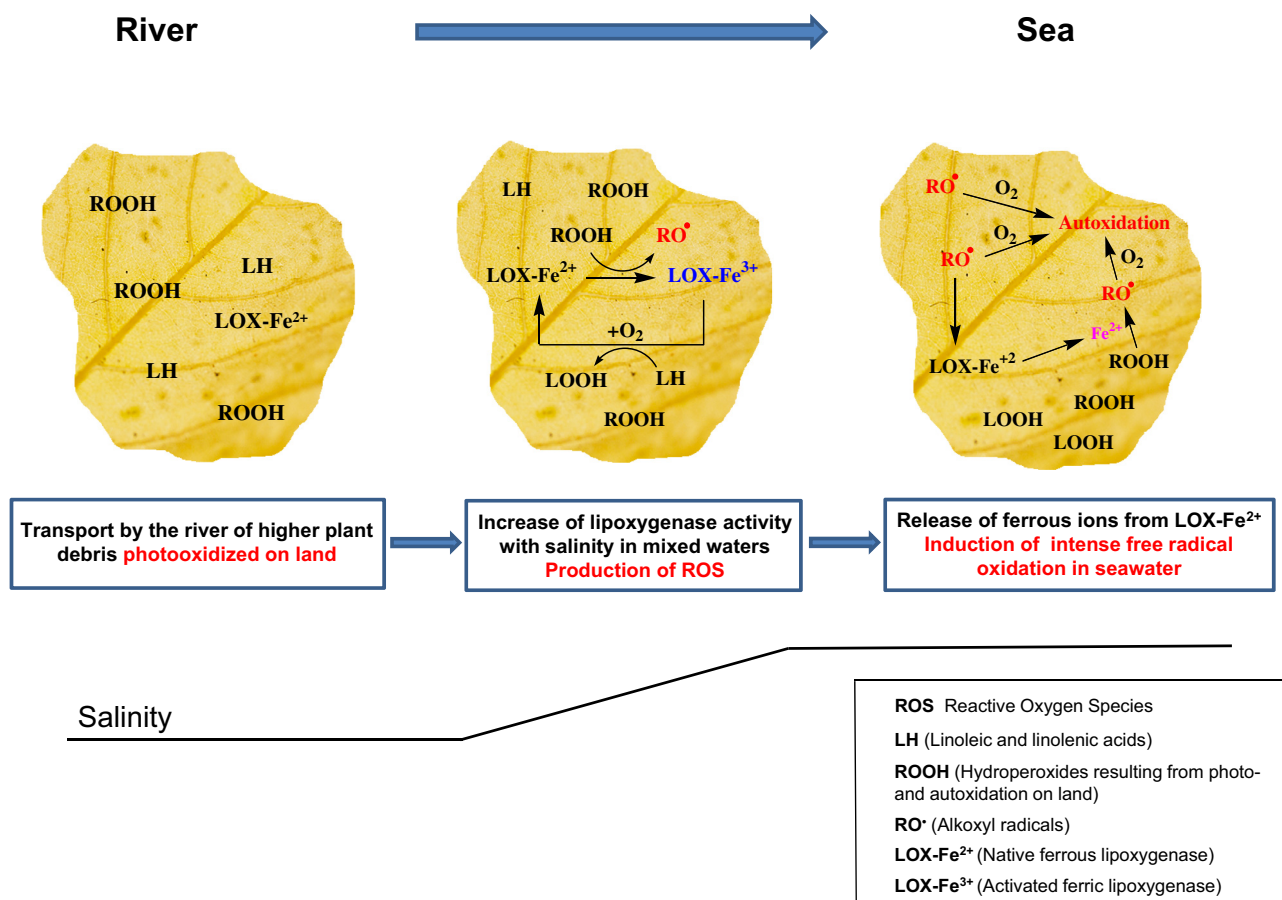 River
Sea
ROOH
LH
ROOH
LOX-Fe²⁺
LH
ROOH
LH
ROOH
ROOH
RO•
LOX-Fe²⁺
LOX-Fe³⁺
+O₂
LOOH
LH
ROOH
RO•
O₂
Autoxidation
O₂
RO•
O₂
RO•
Fe²⁺
LOX-Fe⁺²
ROOH
ROOH
LOOH
LOOH
Transport by the river of higher plant
debris photooxidized on land
Increase of lipoxygenase activity
with salinity in mixed waters
Production of ROS
Release of ferrous ions from LOX-Fe²⁺
Induction of intense free radical
oxidation in seawater
Salinity
ROS Reactive Oxygen Species
LH (Linoleic and linolenic acids)
ROOH (Hydroperoxides resulting from photo-
and autoxidation on land)
RO• (Alkoxyl radicals)
LOX-Fe²⁺ (Native ferrous lipoxygenase)
LOX-Fe³⁺ (Activated ferric lipoxygenase)